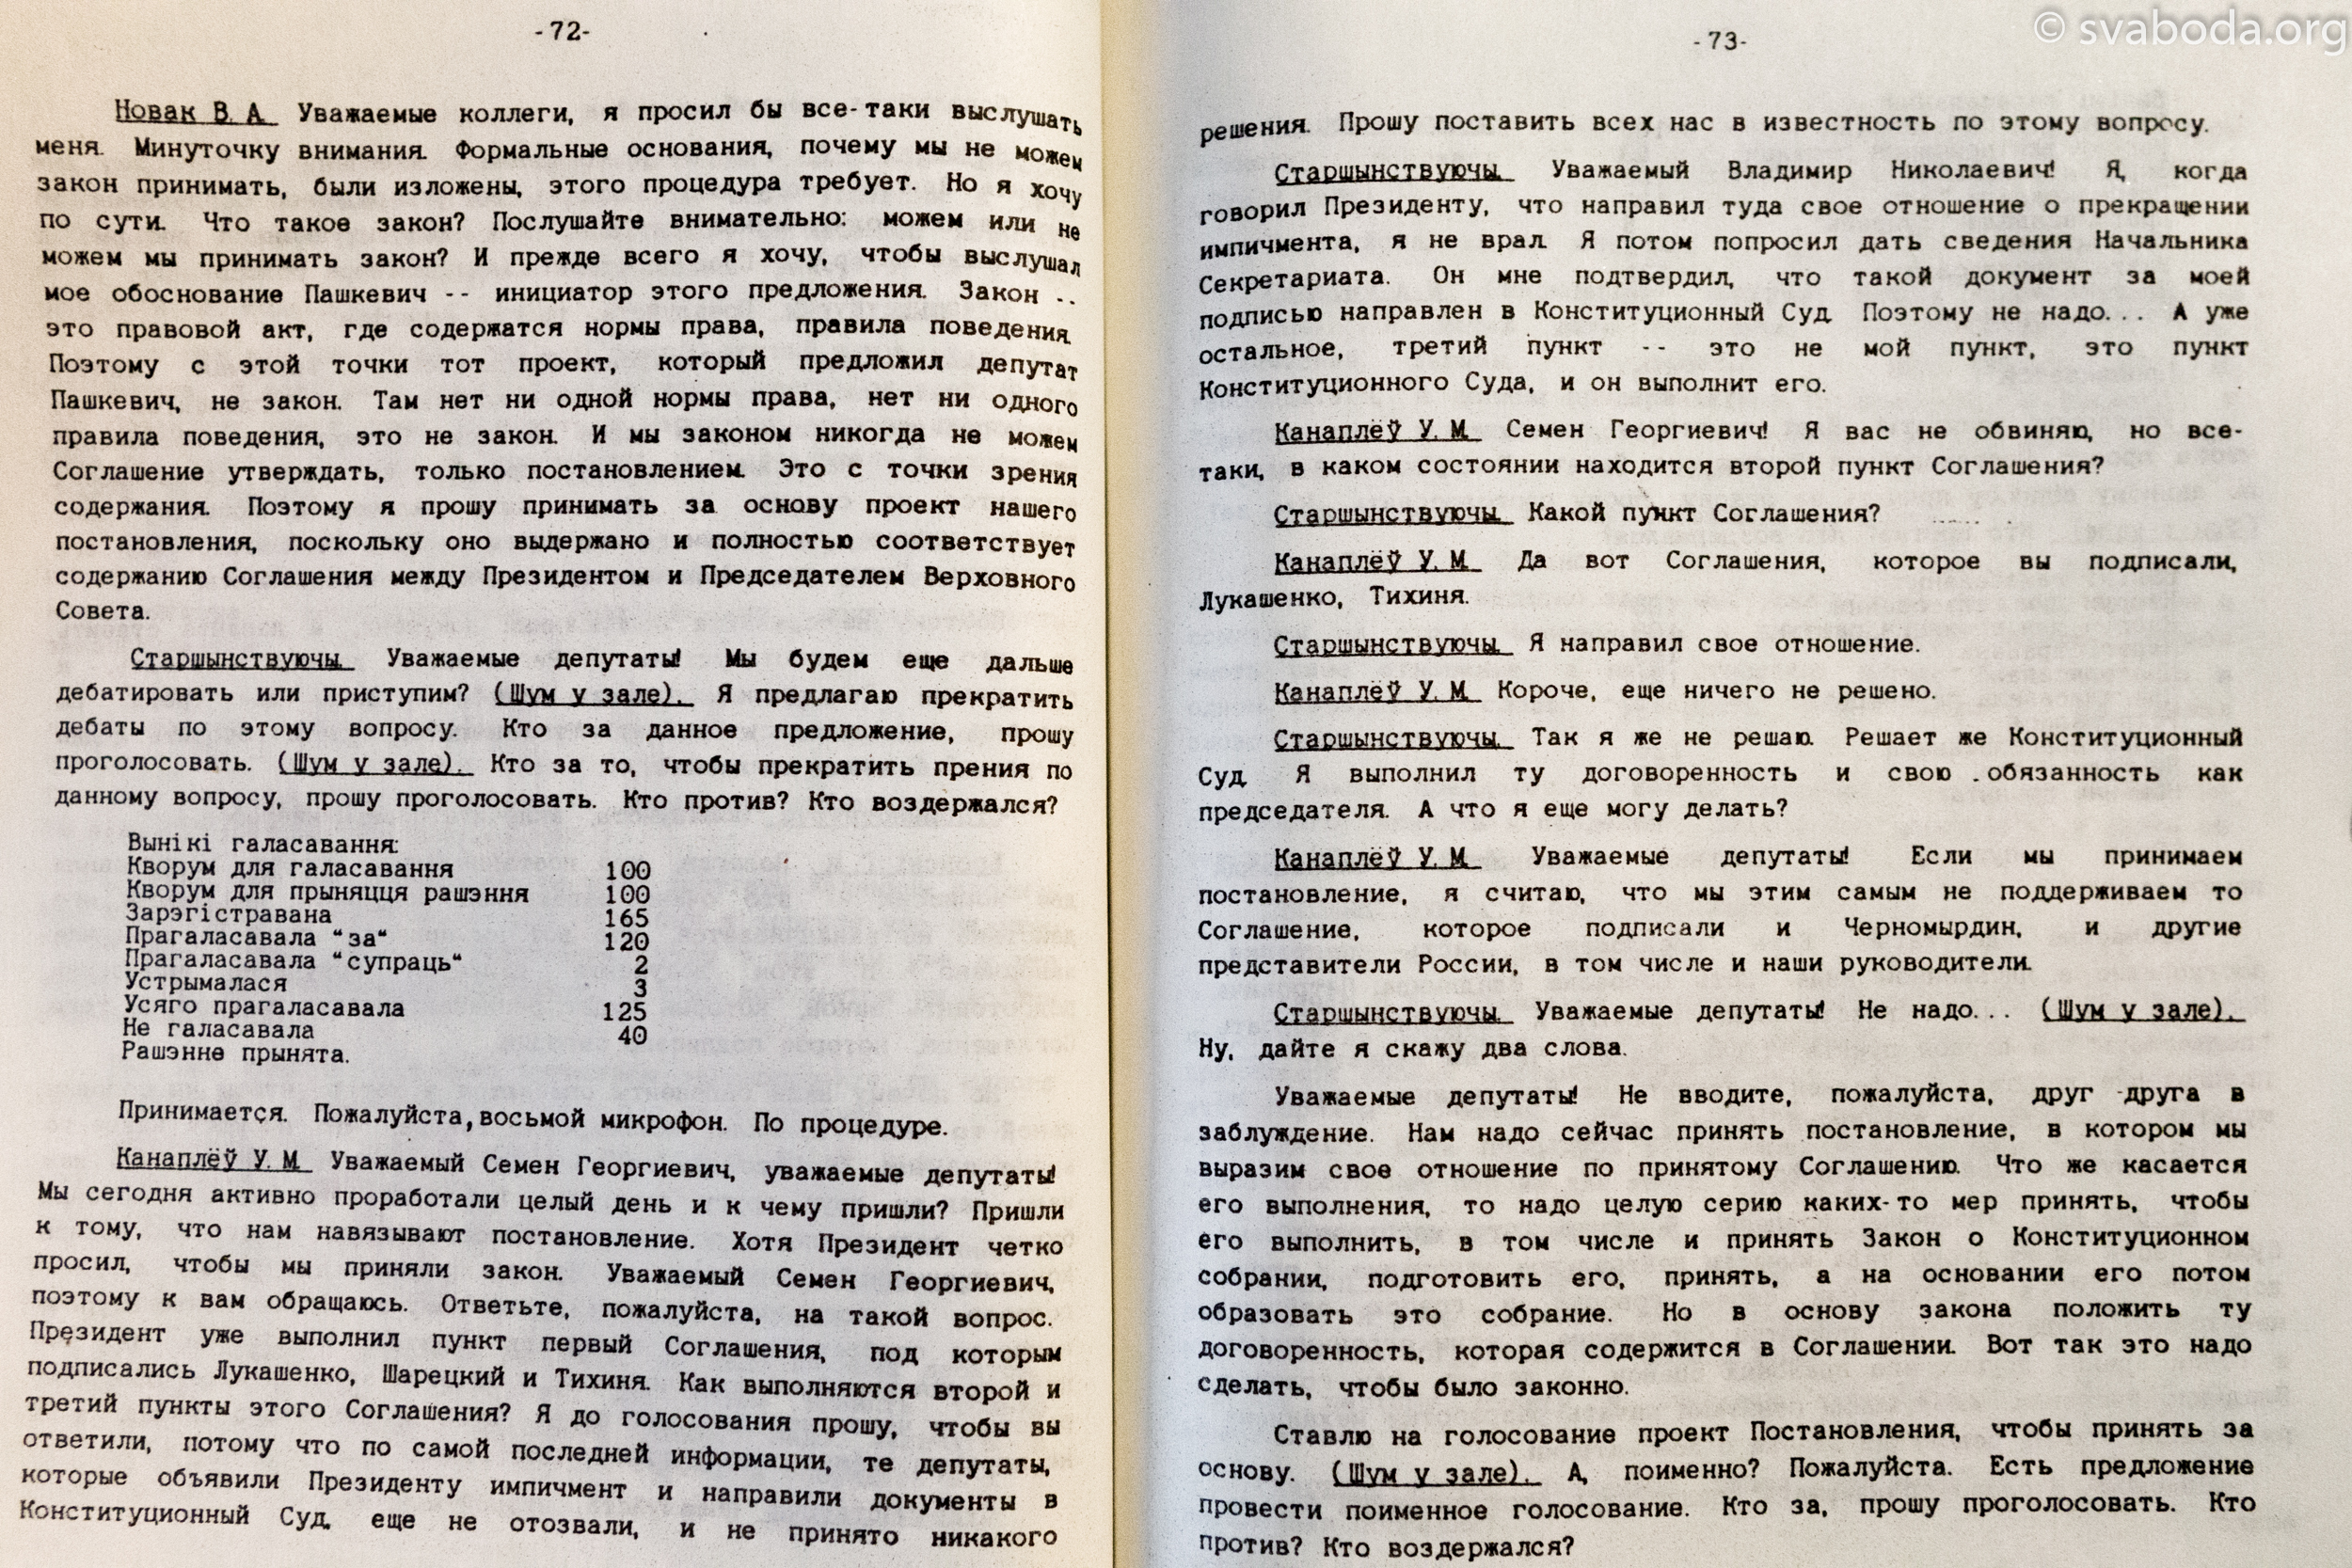 -72-
Новак В. А. Уважаемые коллеги, я просил бы все-таки выслушать
меня. Минуточку внимания. Формальные основания, почему мы не можем
закон принимать, были изложены, этого процедура требует. Но я хочу
по сути. Что такое закон? Послушайте внимательно: можем или не
можем мы принимать закон? И прежде всего я хочу, чтобы выслушал
мое обоснование Пашкевич -- инициатор этого предложения. Закон --
это правовой акт, где содержатся нормы права, правила поведения.
Поэтому с этой точки тот проект, который предложил депутат
Пашкевич, не закон. Там нет ни одной нормы права, нет ни одного
правила поведения, это не закон. И мы законом никогда не можем
Соглашение утверждать, только постановлением. Это с точки зрения
содержания. Поэтому я прошу принимать за основу проект нашего
постановления, поскольку оно выдержано и полностью соответствует
содержанию Соглашения между Президентом и Председателем Верховного
Совета.
Старшынствуючы. Уважаемые депутаты! Мы будем еще дальше
дебатировать или приступим? (Шум у зале). Я предлагаю прекратить
дебаты по этому вопросу. Кто за данное предложение, прошу
проголосовать. (Шум у зале). Кто за то, чтобы прекратить прения по
данному вопросу, прошу проголосовать. Кто против? Кто воздержался?
Вынікі галасавання:
Кворум для галасавання 100
Кворум для прыняцця рашэння 100
Зарэгістравана 165
Прагаласавала "за" 120
Прагаласавала "супраць" 2
Устрымалася 3
Усяго прагаласавала 125
Не галасавала 40
Рашэнне прынята.
Принимается. Пожалуйста, восьмой микрофон. По процедуре.
Канаплёў У. М. Уважаемый Семен Георгиевич, уважаемые депутаты!
Мы сегодня активно проработали целый день и к чему пришли? Пришли
к тому, что нам навязывают постановление. Хотя Президент четко
просил, чтобы мы приняли закон. Уважаемый Семен Георгиевич,
поэтому к вам обращаюсь. Ответьте, пожалуйста, на такой вопрос.
Президент уже выполнил пункт первый Соглашения, под которым
подписались Лукашенко, Шарецкий и Тихиня. Как выполняются второй и
третий пункты этого Соглашения? Я до голосования прошу, чтобы вы
ответили, потому что по самой последней информации, те депутаты,
которые объявили Президенту импичмент и направили документы в
Конституционный Суд, еще не отозвали, и не принято никакого
© svaboda.org
-73-
решения. Прошу поставить всех нас в известность по этому вопросу.
Старшынствуючы. Уважаемый Владимир Николаевич! Я, когда
говорил Президенту, что направил туда свое отношение о прекращении
импичмента, я не врал. Я потом попросил дать сведения Начальника
Секретариата. Он мне подтвердил, что такой документ за моей
подписью направлен в Конституционный Суд. Поэтому не надо... А уже
остальное, третий пункт -- это не мой пункт, это пункт
Конституционного Суда, и он выполнит его.
Канаплёў У. М. Семен Георгиевич! Я вас не обвиняю, но все-
таки, в каком состоянии находится второй пункт Соглашения?
Старшынствуючы. Какой пункт Соглашения?
Канаплёў У. М. Да вот Соглашения, которое вы подписали,
Лукашенко, Тихиня.
Старшынствуючы. Я направил свое отношение.
Канаплёў У. М. Короче, еще ничего не решено.
Старшынствуючы. Так я же не решаю. Решает же Конституционный
Суд. Я выполнил ту договоренность и свою обязанность как
председателя. А что я еще могу делать?
Канаплёў У. М. Уважаемые депутаты! Если мы принимаем
постановление, я считаю, что мы этим самым не поддерживаем то
Соглашение, которое подписали и Черномырдин, и другие
представители России, в том числе и наши руководители.
Старшынствуючы. Уважаемые депутаты! Не надо... (Шум у зале).
Ну, дайте я скажу два слова.
Уважаемые депутаты! Не вводите, пожалуйста, друг друга в
заблуждение. Нам надо сейчас принять постановление, в котором мы
выразим свое отношение по принятому Соглашению. Что же касается
его выполнения, то надо целую серию каких-то мер принять, чтобы
его выполнить, в том числе и принять Закон о Конституционном
собрании, подготовить его, принять, а на основании его потом
образовать это собрание. Но в основу закона положить ту
договоренность, которая содержится в Соглашении. Вот так это надо
сделать, чтобы было законно.
Ставлю на голосование проект Постановления, чтобы принять за
основу. (Шум у зале). А, поименно? Пожалуйста. Есть предложение
провести поименное голосование. Кто за, прошу проголосовать. Кто
против? Кто воздержался?